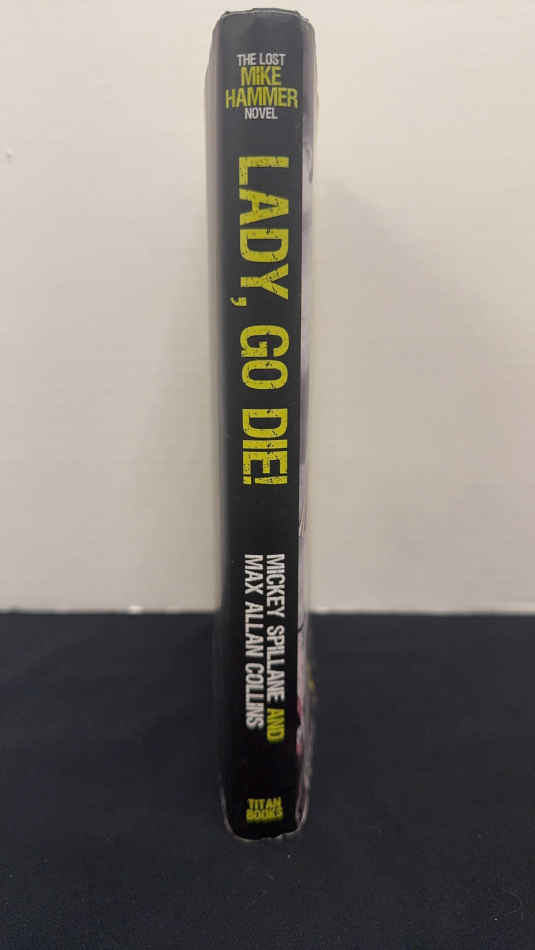 THE LOST
MIKE
HAMMER
NOVEL
LADY, GO DIE!
MICKEY SPILLANE AND
MAX ALLAN COLLINS
TITAN
BOOKS